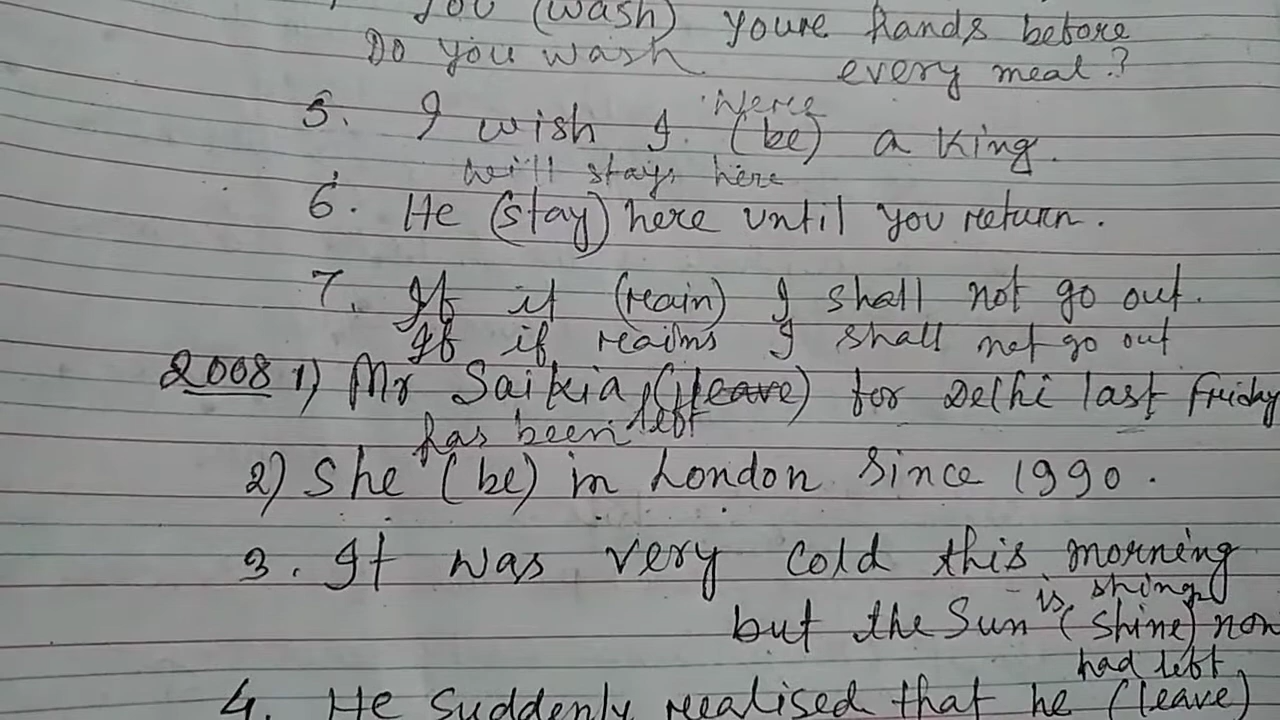 You (wash) youre hands before
Do you wash every meal?
5. I wish I (be) a King.
were
will stays here
6. He (stay) here until you return.
7. If it (rain) I shall not go out.
If if rains I shall not go out
2008 1) Mr Saikia (leave) for Delhi last Friday
left
has been
2) She (be) in London Since 1990.
3. It was very cold this morning
is shing
but the Sun (shine) now
had left
4. He suddenly realised that he (leave)